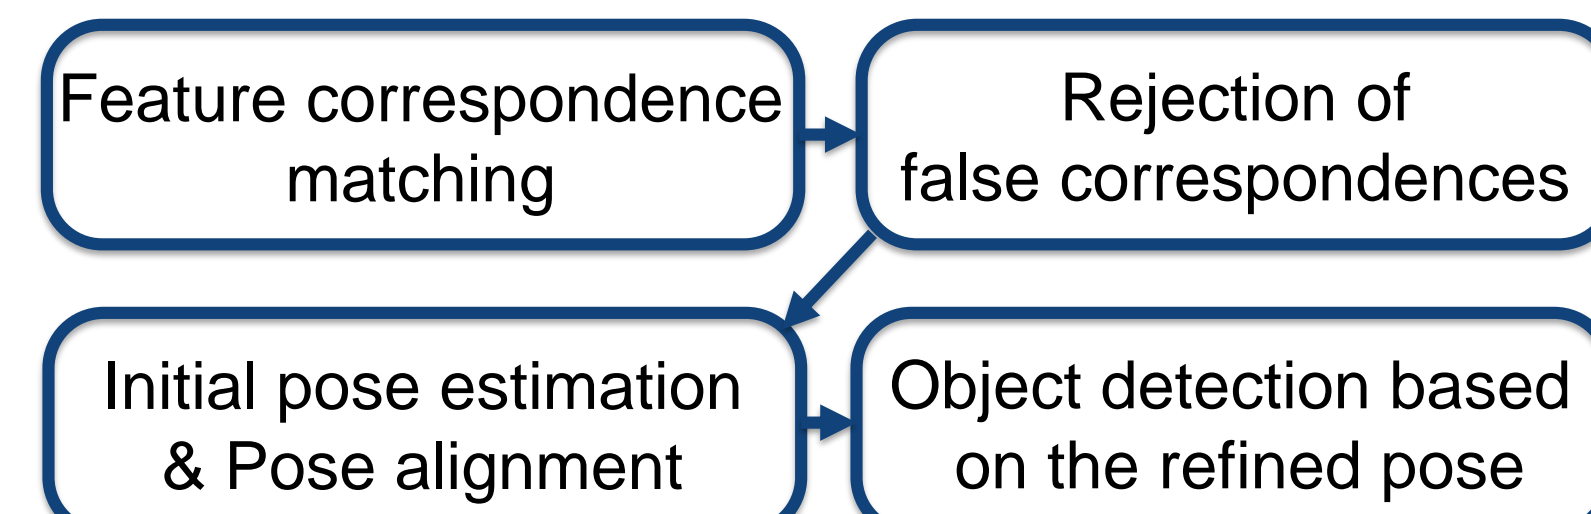 Feature correspondence
matching
Rejection of
false correspondences
Initial pose estimation
& Pose alignment
Object detection based
on the refined pose